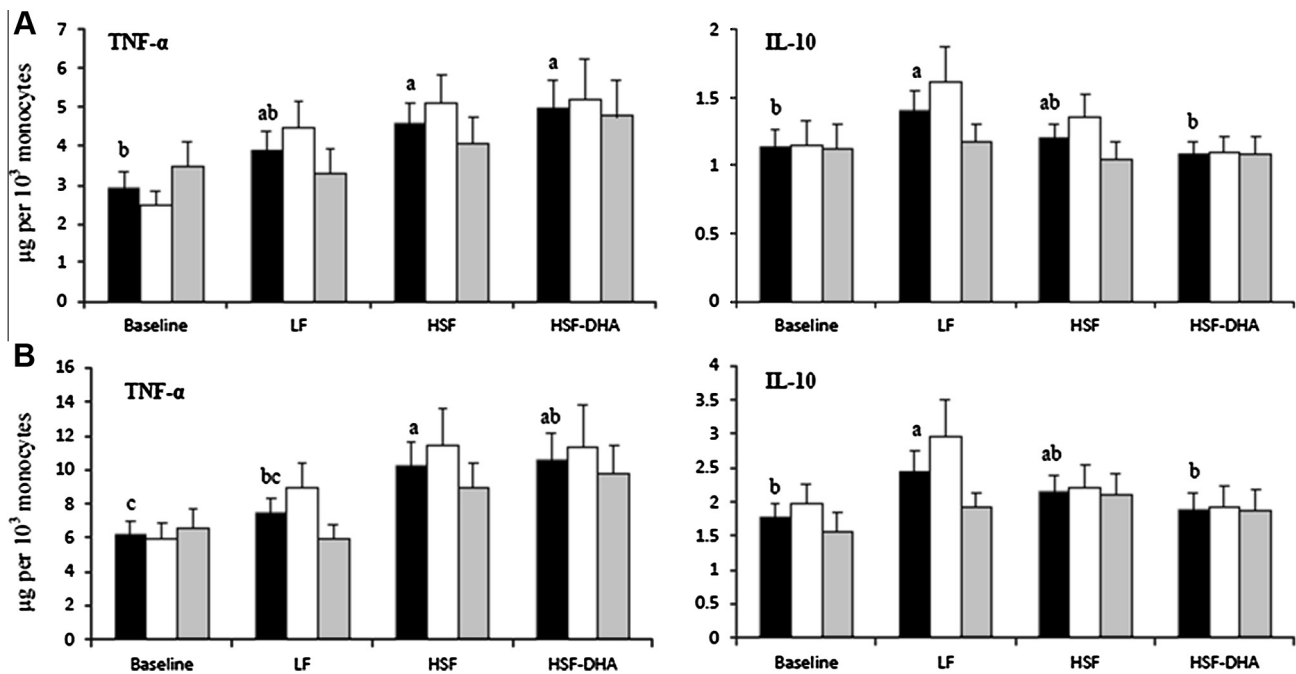 A
TNF-α
IL-10
µg per 10³ monocytes
7
6
5
4
3
2
1
0
b
ab
a
a
Baseline
LF
HSF
HSF-DHA
2
1.5
1
0.5
0
b
a
ab
b
Baseline
LF
HSF
HSF-DHA
B
TNF-α
IL-10
µg per 10³ monocytes
16
14
12
10
8
6
4
2
0
c
bc
a
ab
Baseline
LF
HSF
HSF-DHA
4
3.5
3
2.5
2
1.5
1
0.5
0
b
a
ab
b
Baseline
LF
HSF
HSF-DHA